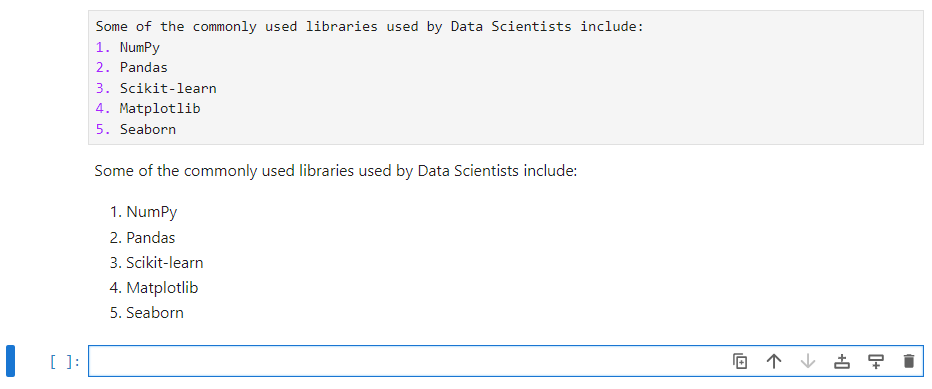 Some of the commonly used libraries used by Data Scientists include:
1. NumPy
2. Pandas
3. Scikit-learn
4. Matplotlib
5. Seaborn
Some of the commonly used libraries used by Data Scientists include:
1. NumPy
2. Pandas
3. Scikit-learn
4. Matplotlib
5. Seaborn
[ ]: